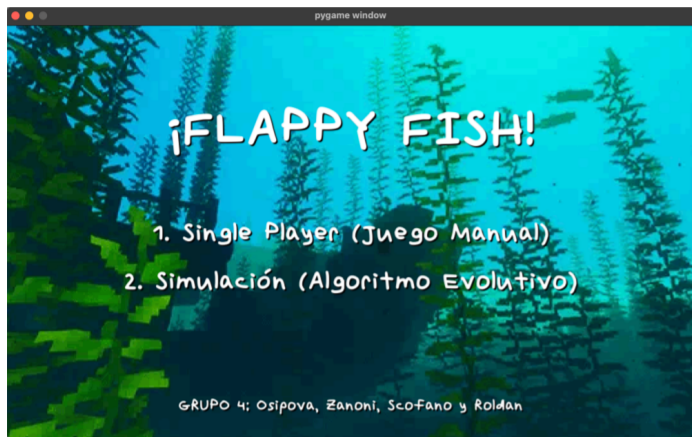 pygame window
¡FLAPPY FISH!
1. Single Player (Juego Manual)
2. Simulación (Algoritmo Evolutivo)
GRUPO 4: Osipova, Zanoni, Scofano y Roldan